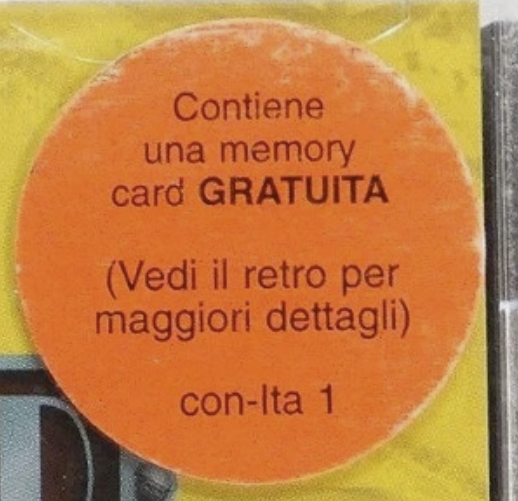 Contiene
una memory
card GRATUITA
(Vedi il retro per
maggiori dettagli)
con-Ita 1